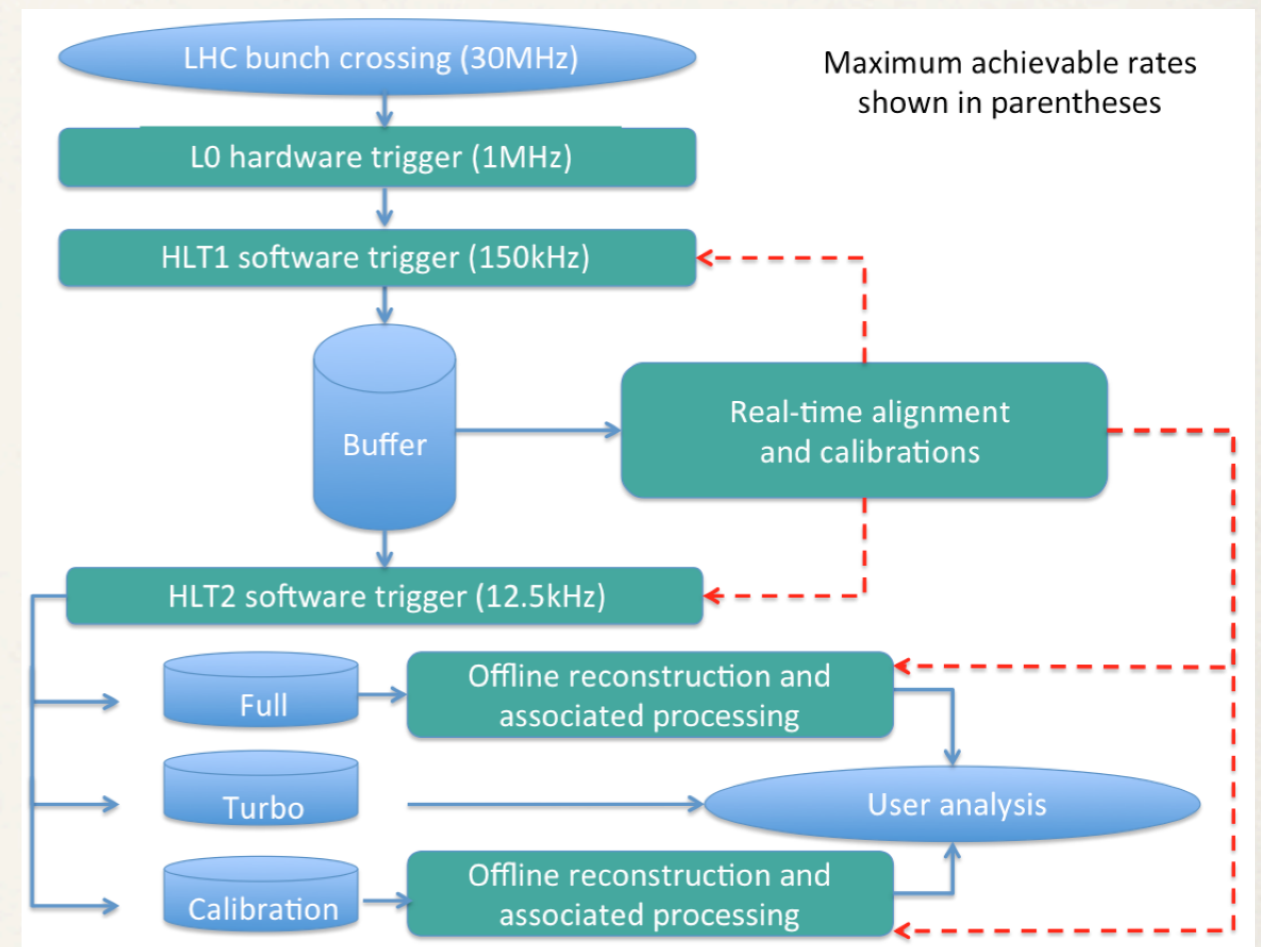 LHC bunch crossing (30MHz)
Maximum achievable rates
shown in parentheses
L0 hardware trigger (1MHz)
HLT1 software trigger (150kHz)
Buffer
Real-time alignment
and calibrations
HLT2 software trigger (12.5kHz)
Full
Offline reconstruction and
associated processing
Turbo
User analysis
Calibration
Offline reconstruction and
associated processing